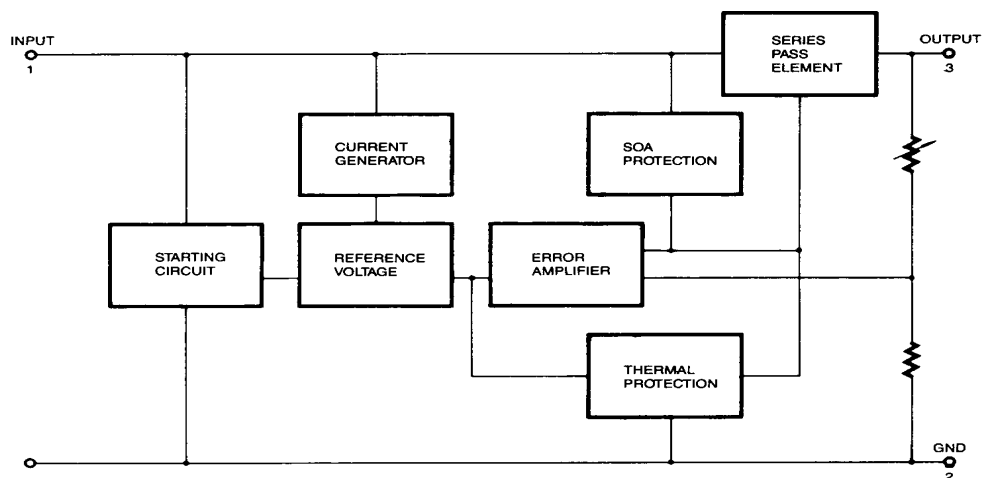 INPUT
1
SERIES
PASS
ELEMENT
OUTPUT
3
CURRENT
GENERATOR
SOA
PROTECTION
STARTING
CIRCUIT
REFERENCE
VOLTAGE
ERROR
AMPLIFIER
THERMAL
PROTECTION
GND
2